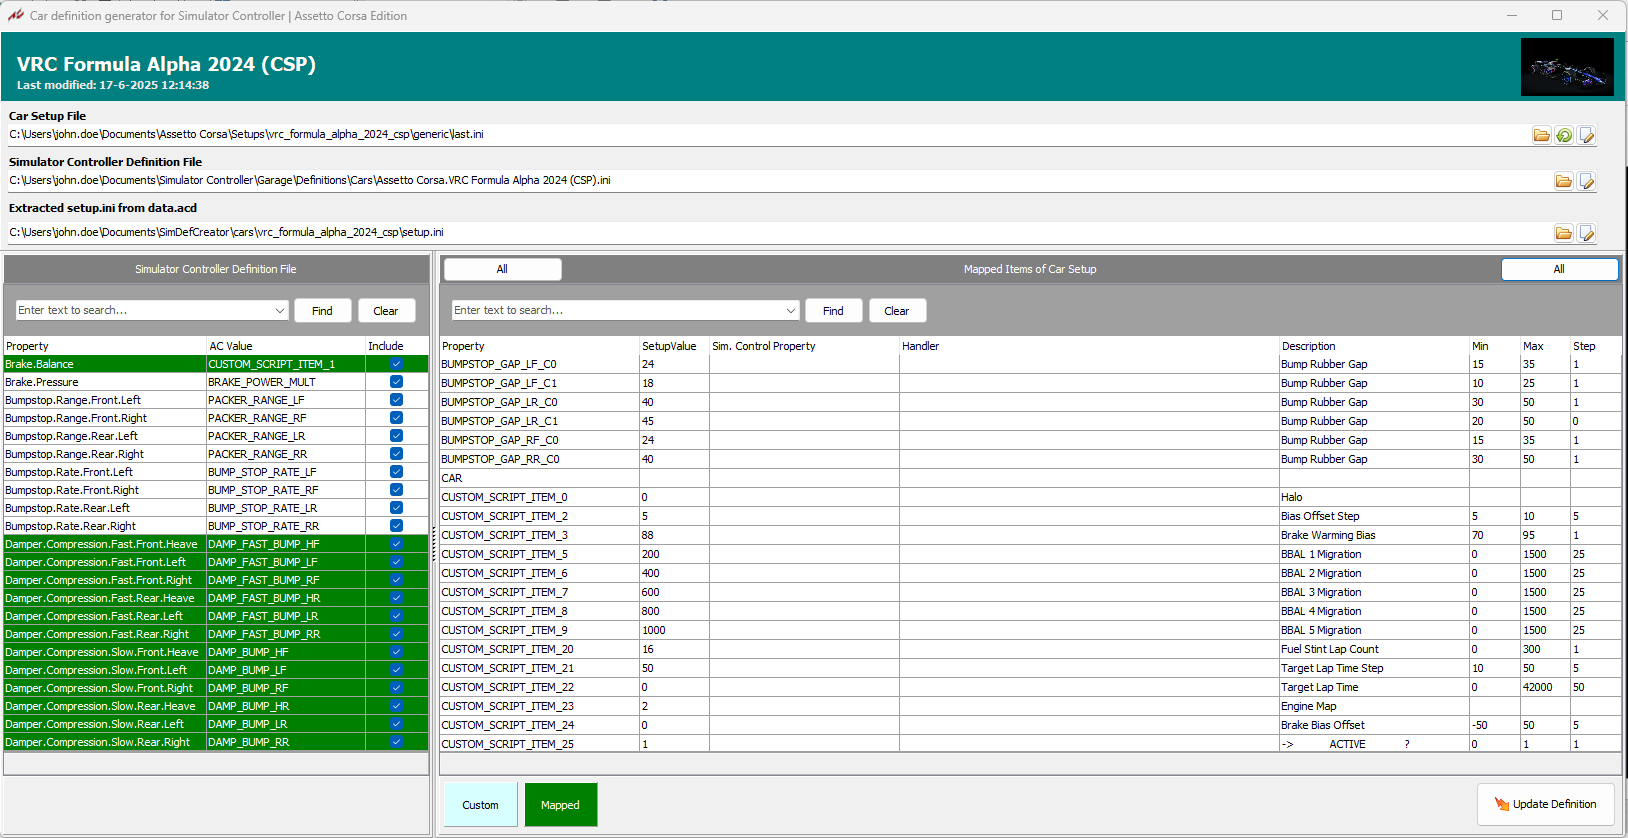 Car definition generator for Simulator Controller | Assetto Corsa Edition
VRC Formula Alpha 2024 (CSP)
Last modified: 17-6-2025 12:14:38
Car Setup File
C:\Users\john.doe\Documents\Assetto Corsa\Setups\vrc_formula_alpha_2024_csp\generic\last.ini
Simulator Controller Definition File
C:\Users\john.doe\Documents\Simulator Controller\Garage\Definitions\Cars\Assetto Corsa.VRC Formula Alpha 2024 (CSP).ini
Extracted setup.ini from data.acd
C:\Users\john.doe\Documents\SimDefCreator\cars\vrc_formula_alpha_2024_csp\setup.ini
Simulator Controller Definition File
Enter text to search... Find Clear
Property AC Value Include
Brake.Balance CUSTOM_SCRIPT_ITEM_1
Brake.Pressure BRAKE_POWER_MULT
Bumpstop.Range.Front.Left PACKER_RANGE_LF
Bumpstop.Range.Front.Right PACKER_RANGE_RF
Bumpstop.Range.Rear.Left PACKER_RANGE_LR
Bumpstop.Range.Rear.Right PACKER_RANGE_RR
Bumpstop.Rate.Front.Left BUMP_STOP_RATE_LF
Bumpstop.Rate.Front.Right BUMP_STOP_RATE_RF
Bumpstop.Rate.Rear.Left BUMP_STOP_RATE_LR
Bumpstop.Rate.Rear.Right BUMP_STOP_RATE_RR
Damper.Compression.Fast.Front.Heave DAMP_FAST_BUMP_HF
Damper.Compression.Fast.Front.Left DAMP_FAST_BUMP_LF
Damper.Compression.Fast.Front.Right DAMP_FAST_BUMP_RF
Damper.Compression.Fast.Rear.Heave DAMP_FAST_BUMP_HR
Damper.Compression.Fast.Rear.Left DAMP_FAST_BUMP_LR
Damper.Compression.Fast.Rear.Right DAMP_FAST_BUMP_RR
Damper.Compression.Slow.Front.Heave DAMP_BUMP_HF
Damper.Compression.Slow.Front.Left DAMP_BUMP_LF
Damper.Compression.Slow.Front.Right DAMP_BUMP_RF
Damper.Compression.Slow.Rear.Heave DAMP_BUMP_HR
Damper.Compression.Slow.Rear.Left DAMP_BUMP_LR
Damper.Compression.Slow.Rear.Right DAMP_BUMP_RR
All Mapped Items of Car Setup All
Enter text to search... Find Clear
Property SetupValue Sim. Control Property Handler Description Min Max Step
BUMPSTOP_GAP_LF_C0 24 Bump Rubber Gap 15 35 1
BUMPSTOP_GAP_LF_C1 18 Bump Rubber Gap 10 25 1
BUMPSTOP_GAP_LR_C0 40 Bump Rubber Gap 30 50 1
BUMPSTOP_GAP_LR_C1 45 Bump Rubber Gap 20 50 0
BUMPSTOP_GAP_RF_C0 24 Bump Rubber Gap 15 35 1
BUMPSTOP_GAP_RR_C0 40 Bump Rubber Gap 30 50 1
CAR
CUSTOM_SCRIPT_ITEM_0 0 Halo
CUSTOM_SCRIPT_ITEM_2 5 Bias Offset Step 5 10 5
CUSTOM_SCRIPT_ITEM_3 88 Brake Warming Bias 70 95 1
CUSTOM_SCRIPT_ITEM_5 200 BBAL 1 Migration 0 1500 25
CUSTOM_SCRIPT_ITEM_6 400 BBAL 2 Migration 0 1500 25
CUSTOM_SCRIPT_ITEM_7 600 BBAL 3 Migration 0 1500 25
CUSTOM_SCRIPT_ITEM_8 800 BBAL 4 Migration 0 1500 25
CUSTOM_SCRIPT_ITEM_9 1000 BBAL 5 Migration 0 1500 25
CUSTOM_SCRIPT_ITEM_20 16 Fuel Stint Lap Count 0 300 1
CUSTOM_SCRIPT_ITEM_21 50 Target Lap Time Step 10 50 5
CUSTOM_SCRIPT_ITEM_22 0 Target Lap Time 0 42000 50
CUSTOM_SCRIPT_ITEM_23 2 Engine Map
CUSTOM_SCRIPT_ITEM_24 0 Brake Bias Offset -50 50 5
CUSTOM_SCRIPT_ITEM_25 1 -> ACTIVE ? 0 1 1
Custom Mapped Update Definition